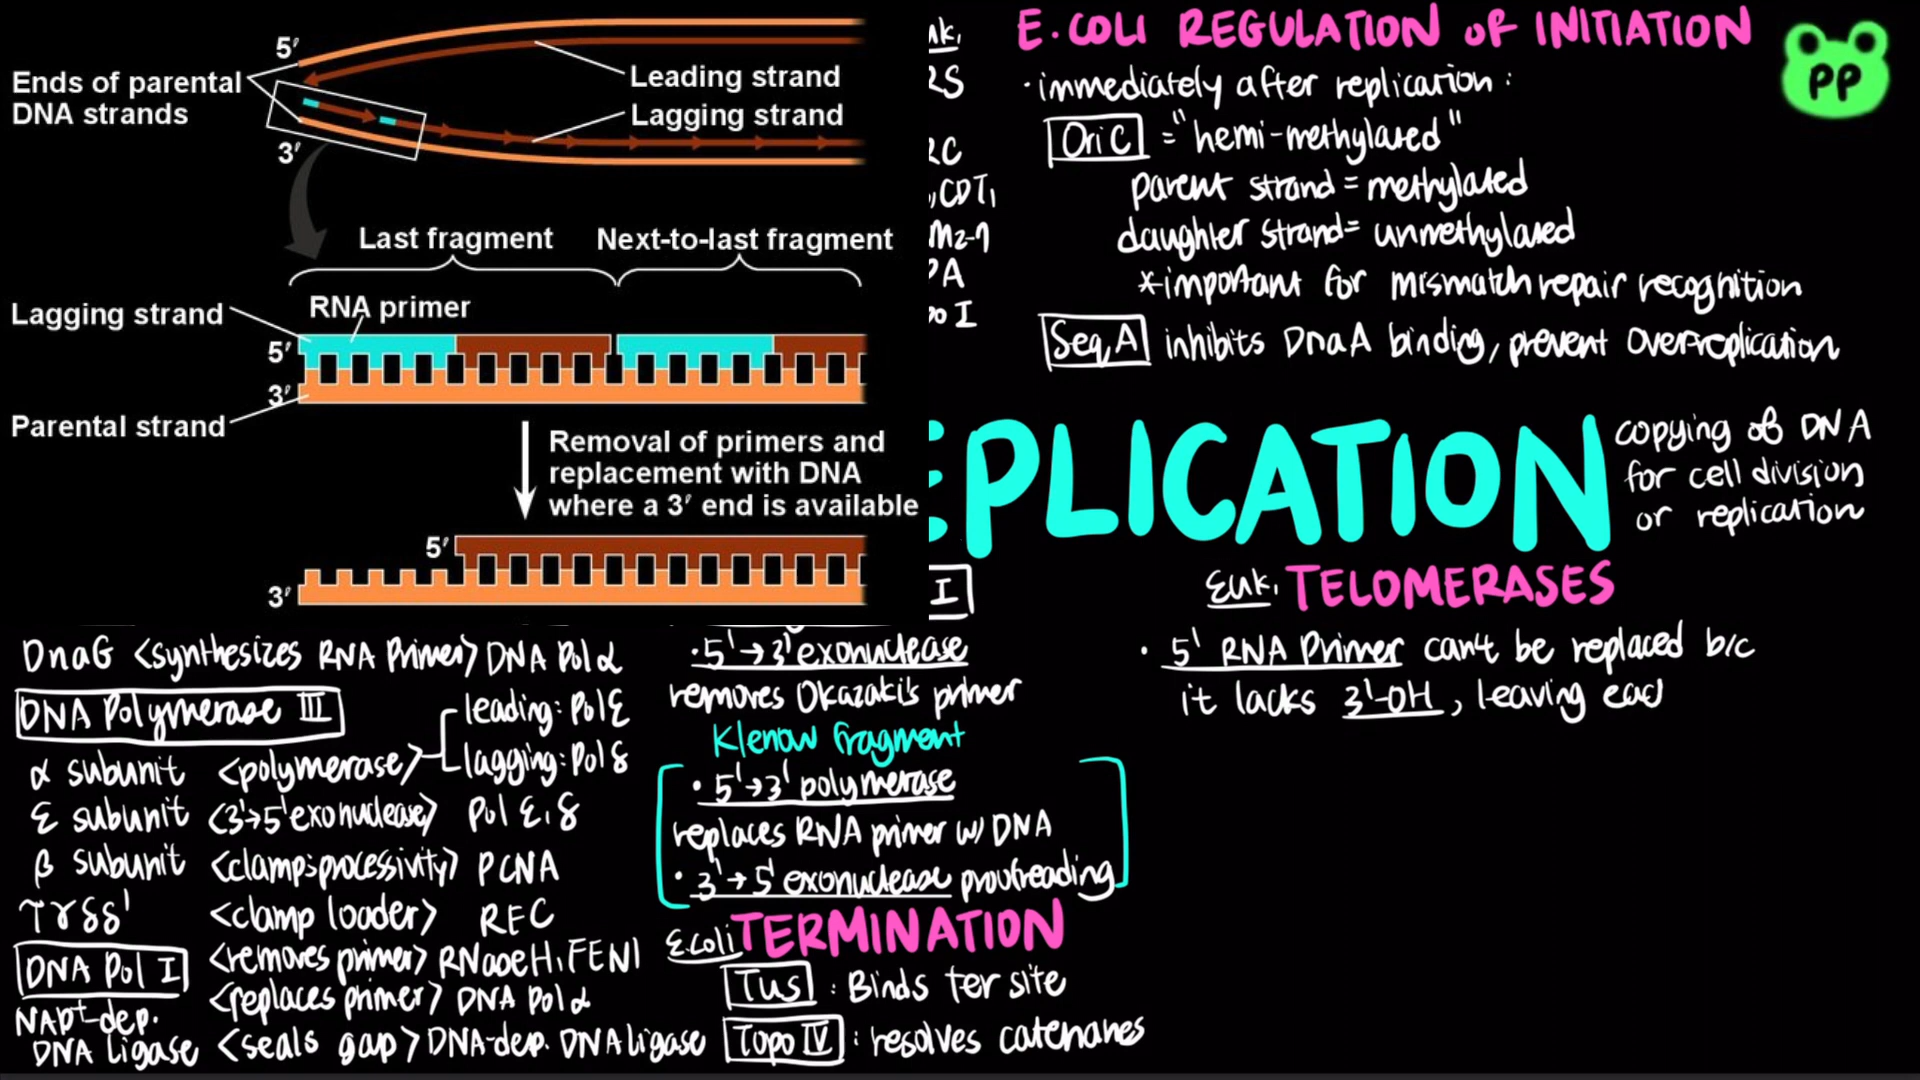 5′
Ends of parental
DNA strands
3′
Leading strand
Lagging strand
Last fragment
Next-to-last fragment
Lagging strand
RNA primer
5′
3′
Parental strand
Removal of primers and
replacement with DNA
where a 3′ end is available
5′
3′
E. COLI REGULATION OF INITIATION
PP
· immediately after replication :
Ori C = "hemi-methylated"
parent strand = methylated
daughter strand = unmethylated
*important for mismatch repair recognition
Seq A inhibits DnaA binding, prevent overreplication
RC
, CDT1
PA
I
EPLICATION
copying of DNA
for cell division
or replication
I
Euk. TELOMERASES
· 5' RNA Primer can't be replaced b/c
it lacks 3'-OH, leaving
DnaG <synthesizes RNA Primer> DNA Pol α
DNA Polymerase III
leading: Pol ε
lagging: Pol δ
α subunit <polymerase>
ε subunit <3'→5' exonuclease> Pol ε, δ
β subunit <clamp: processivity> PCNA
τγδδ' <clamp loader> RFC
DNA Pol I <removes primer> RNaseH, FEN1
<replaces primer> DNA Pol α
NAD+-dep.
DNA ligase <seals gap> DNA-dep. DNA ligase
· 5'→3' exonuclease
removes Okazaki's primer
Klenow fragment
· 5'→3' polymerase
replaces RNA primer w/ DNA
· 3'→5' exonuclease proofreading
E.coli TERMINATION
Tus : Binds ter site
Topo IV : resolves catenanes